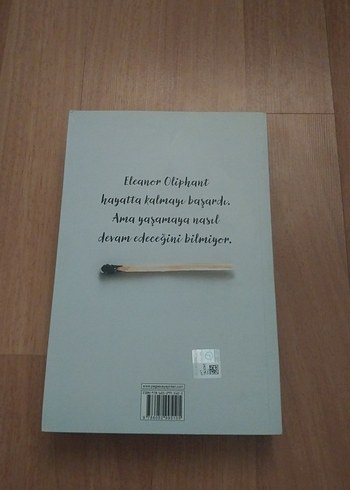 Eleanor Oliphant
hayatta kalmayı başardı.
Ama yaşamaya nasıl
devam edeceğini bilmiyor.